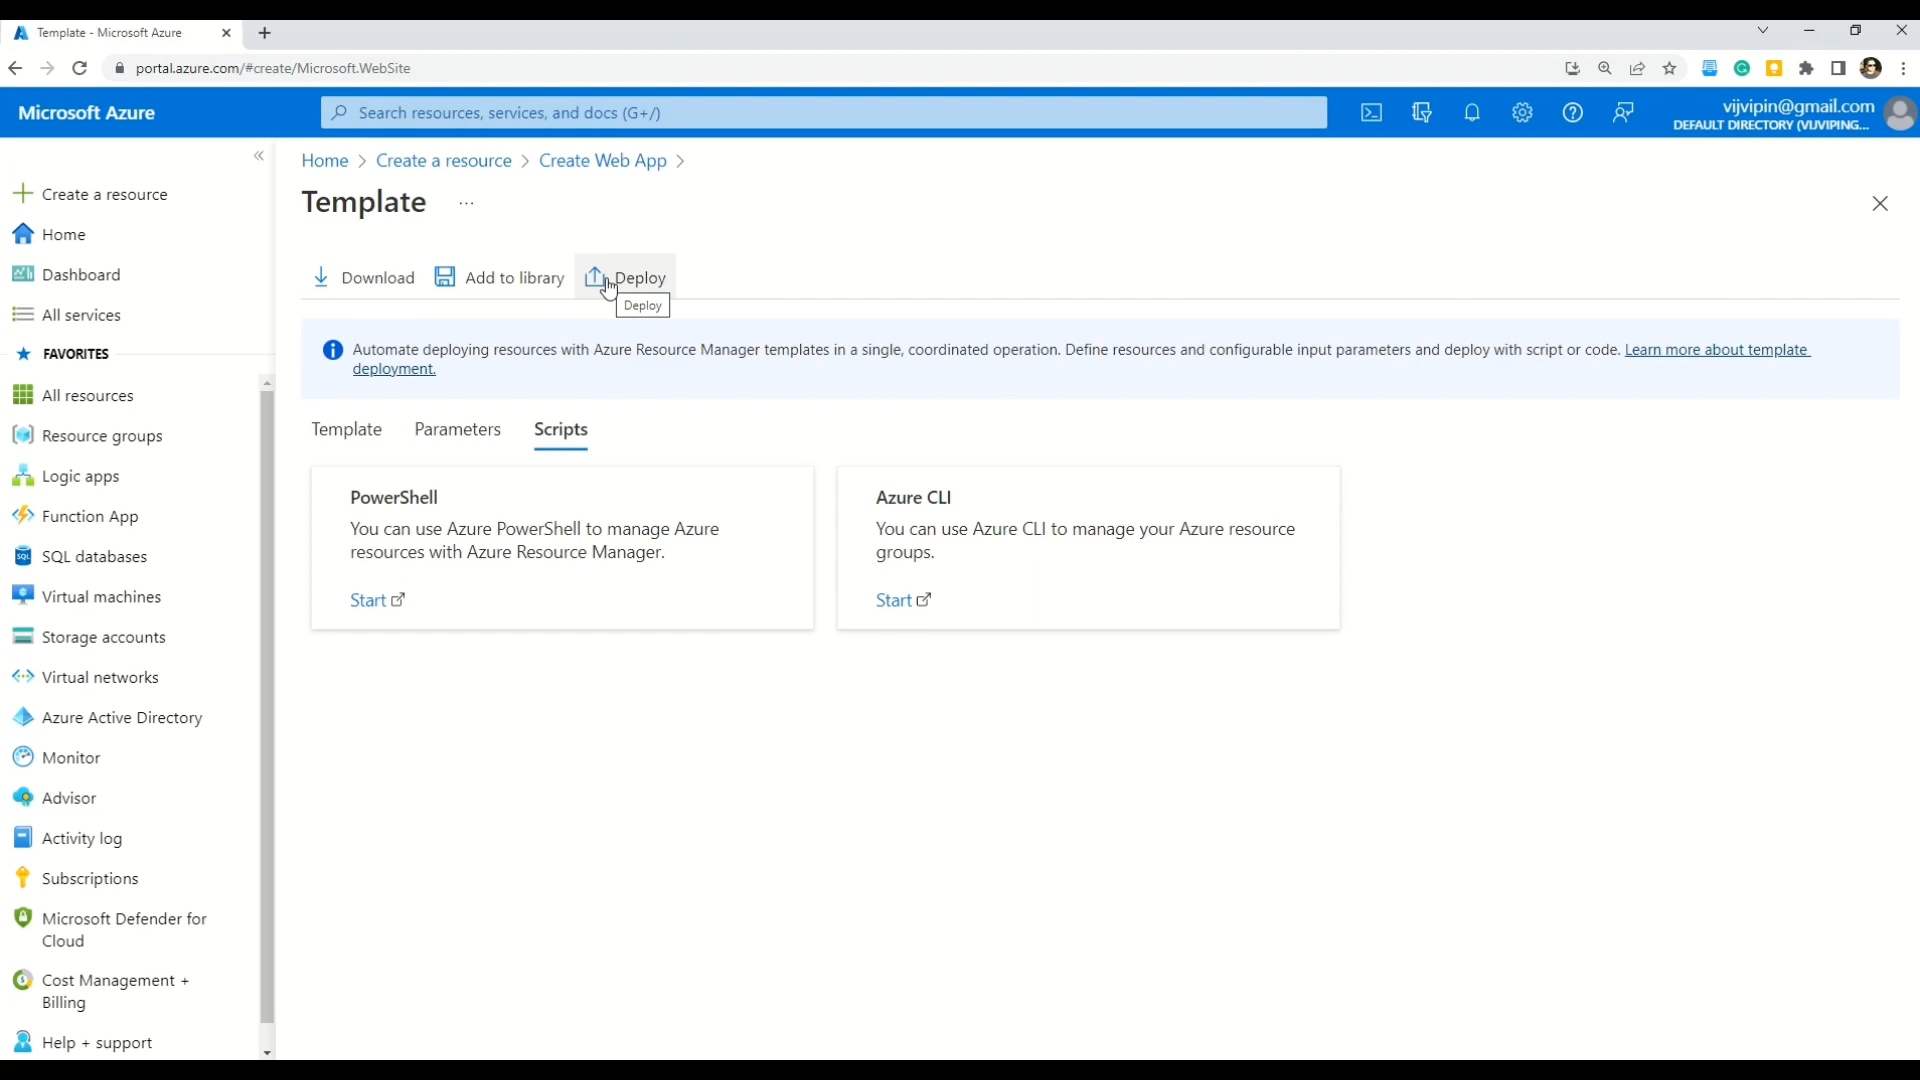 Template - Microsoft Azure
portal.azure.com/#create/Microsoft.WebSite
Microsoft Azure
Search resources, services, and docs (G+/)
vijvipin@gmail.com
DEFAULT DIRECTORY (VIJVIPING...
Create a resource
Home
Dashboard
All services
FAVORITES
All resources
Resource groups
Logic apps
Function App
SQL databases
Virtual machines
Storage accounts
Virtual networks
Azure Active Directory
Monitor
Advisor
Activity log
Subscriptions
Microsoft Defender for
Cloud
Cost Management +
Billing
Help + support
Home > Create a resource > Create Web App >
Template ...
Download
Add to library
Deploy
Deploy
Automate deploying resources with Azure Resource Manager templates in a single, coordinated operation. Define resources and configurable input parameters and deploy with script or code. Learn more about template
deployment.
Template Parameters Scripts
PowerShell
You can use Azure PowerShell to manage Azure
resources with Azure Resource Manager.
Start
Azure CLI
You can use Azure CLI to manage your Azure resource
groups.
Start